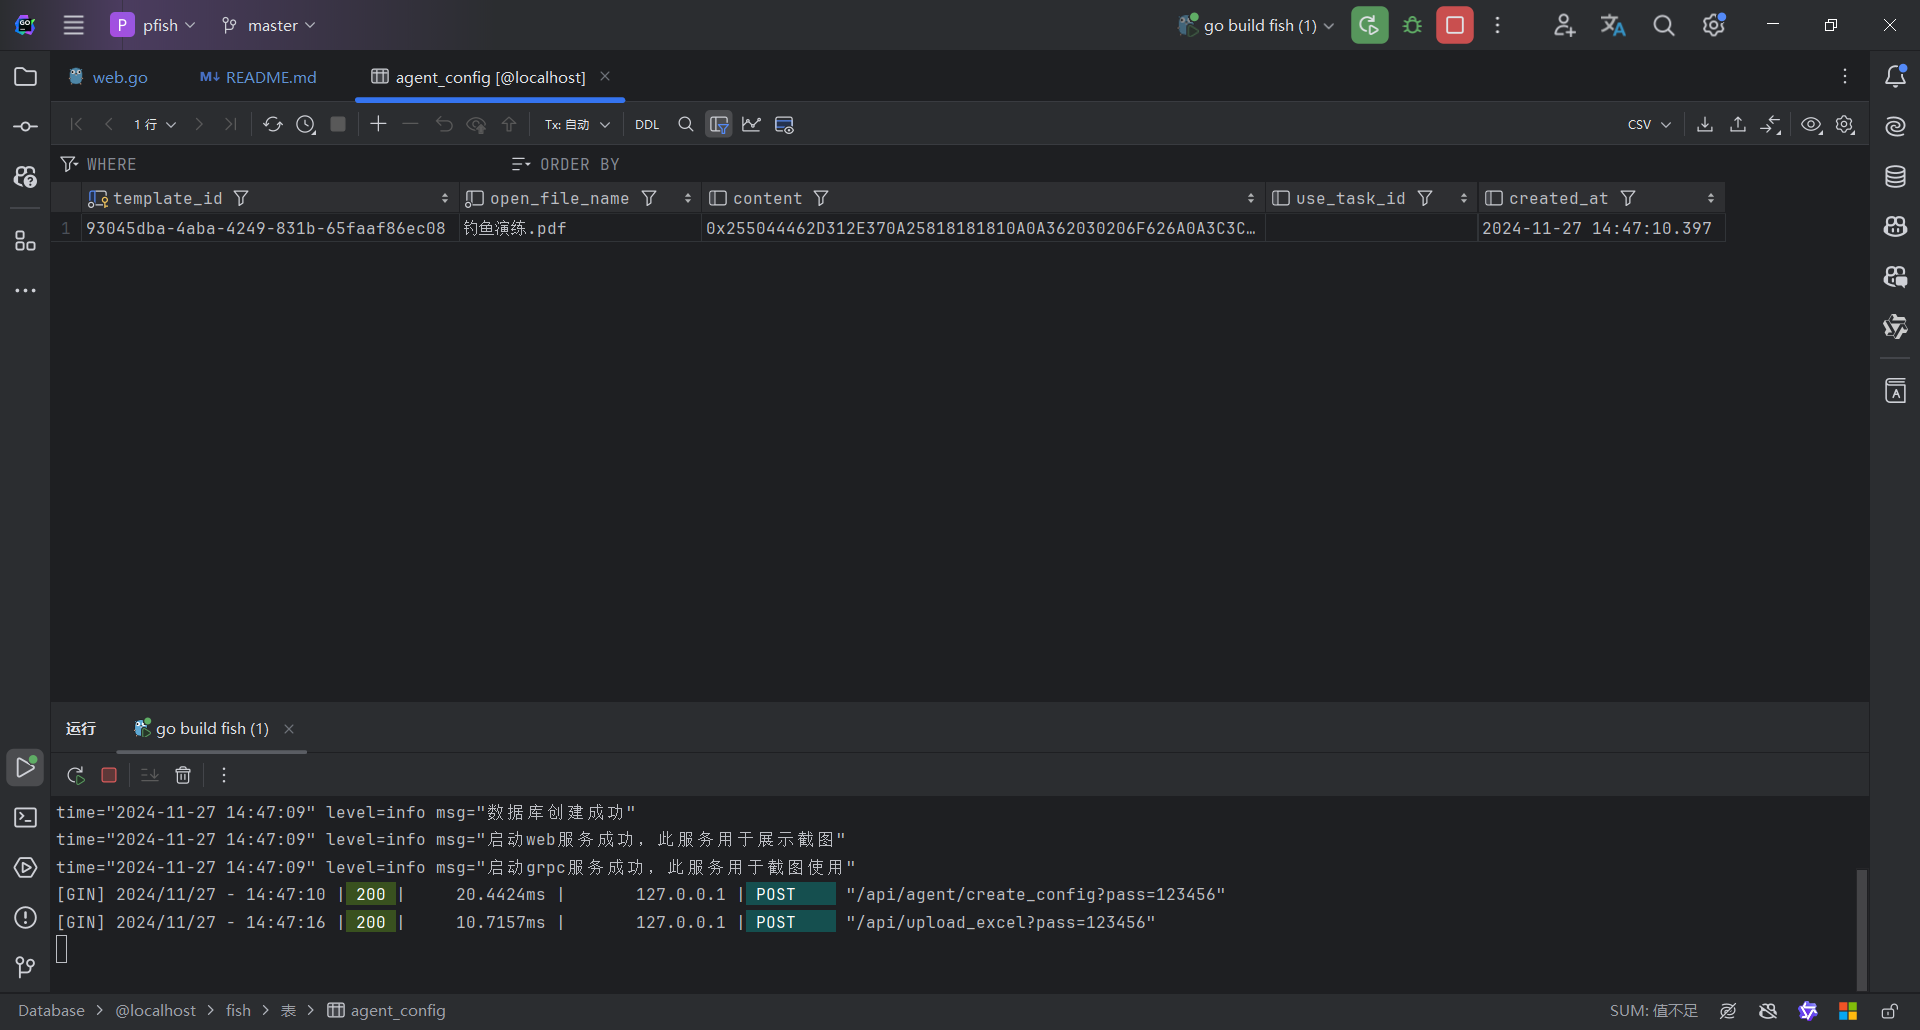 P pfish master go build fish (1)
web.go M↓ README.md agent_config [@localhost]
1 行 Tx: 自动 DDL CSV
WHERE ORDER BY
template_id open_file_name content use_task_id created_at
1 93045dba-4aba-4249-831b-65faaf86ec08 钓鱼演练.pdf 0x255044462D312E370A25818181810A0A362030206F626A0A3C3C… 2024-11-27 14:47:10.397
运行 go build fish (1)
time="2024-11-27 14:47:09" level=info msg="数据库创建成功"
time="2024-11-27 14:47:09" level=info msg="启动web服务成功，此服务用于展示截图"
time="2024-11-27 14:47:09" level=info msg="启动grpc服务成功，此服务用于截图使用"
[GIN] 2024/11/27 - 14:47:10 | 200 | 20.4424ms | 127.0.0.1 | POST "/api/agent/create_config?pass=123456"
[GIN] 2024/11/27 - 14:47:16 | 200 | 10.7157ms | 127.0.0.1 | POST "/api/upload_excel?pass=123456"
Database > @localhost > fish > 表 > agent_config SUM: 值不足